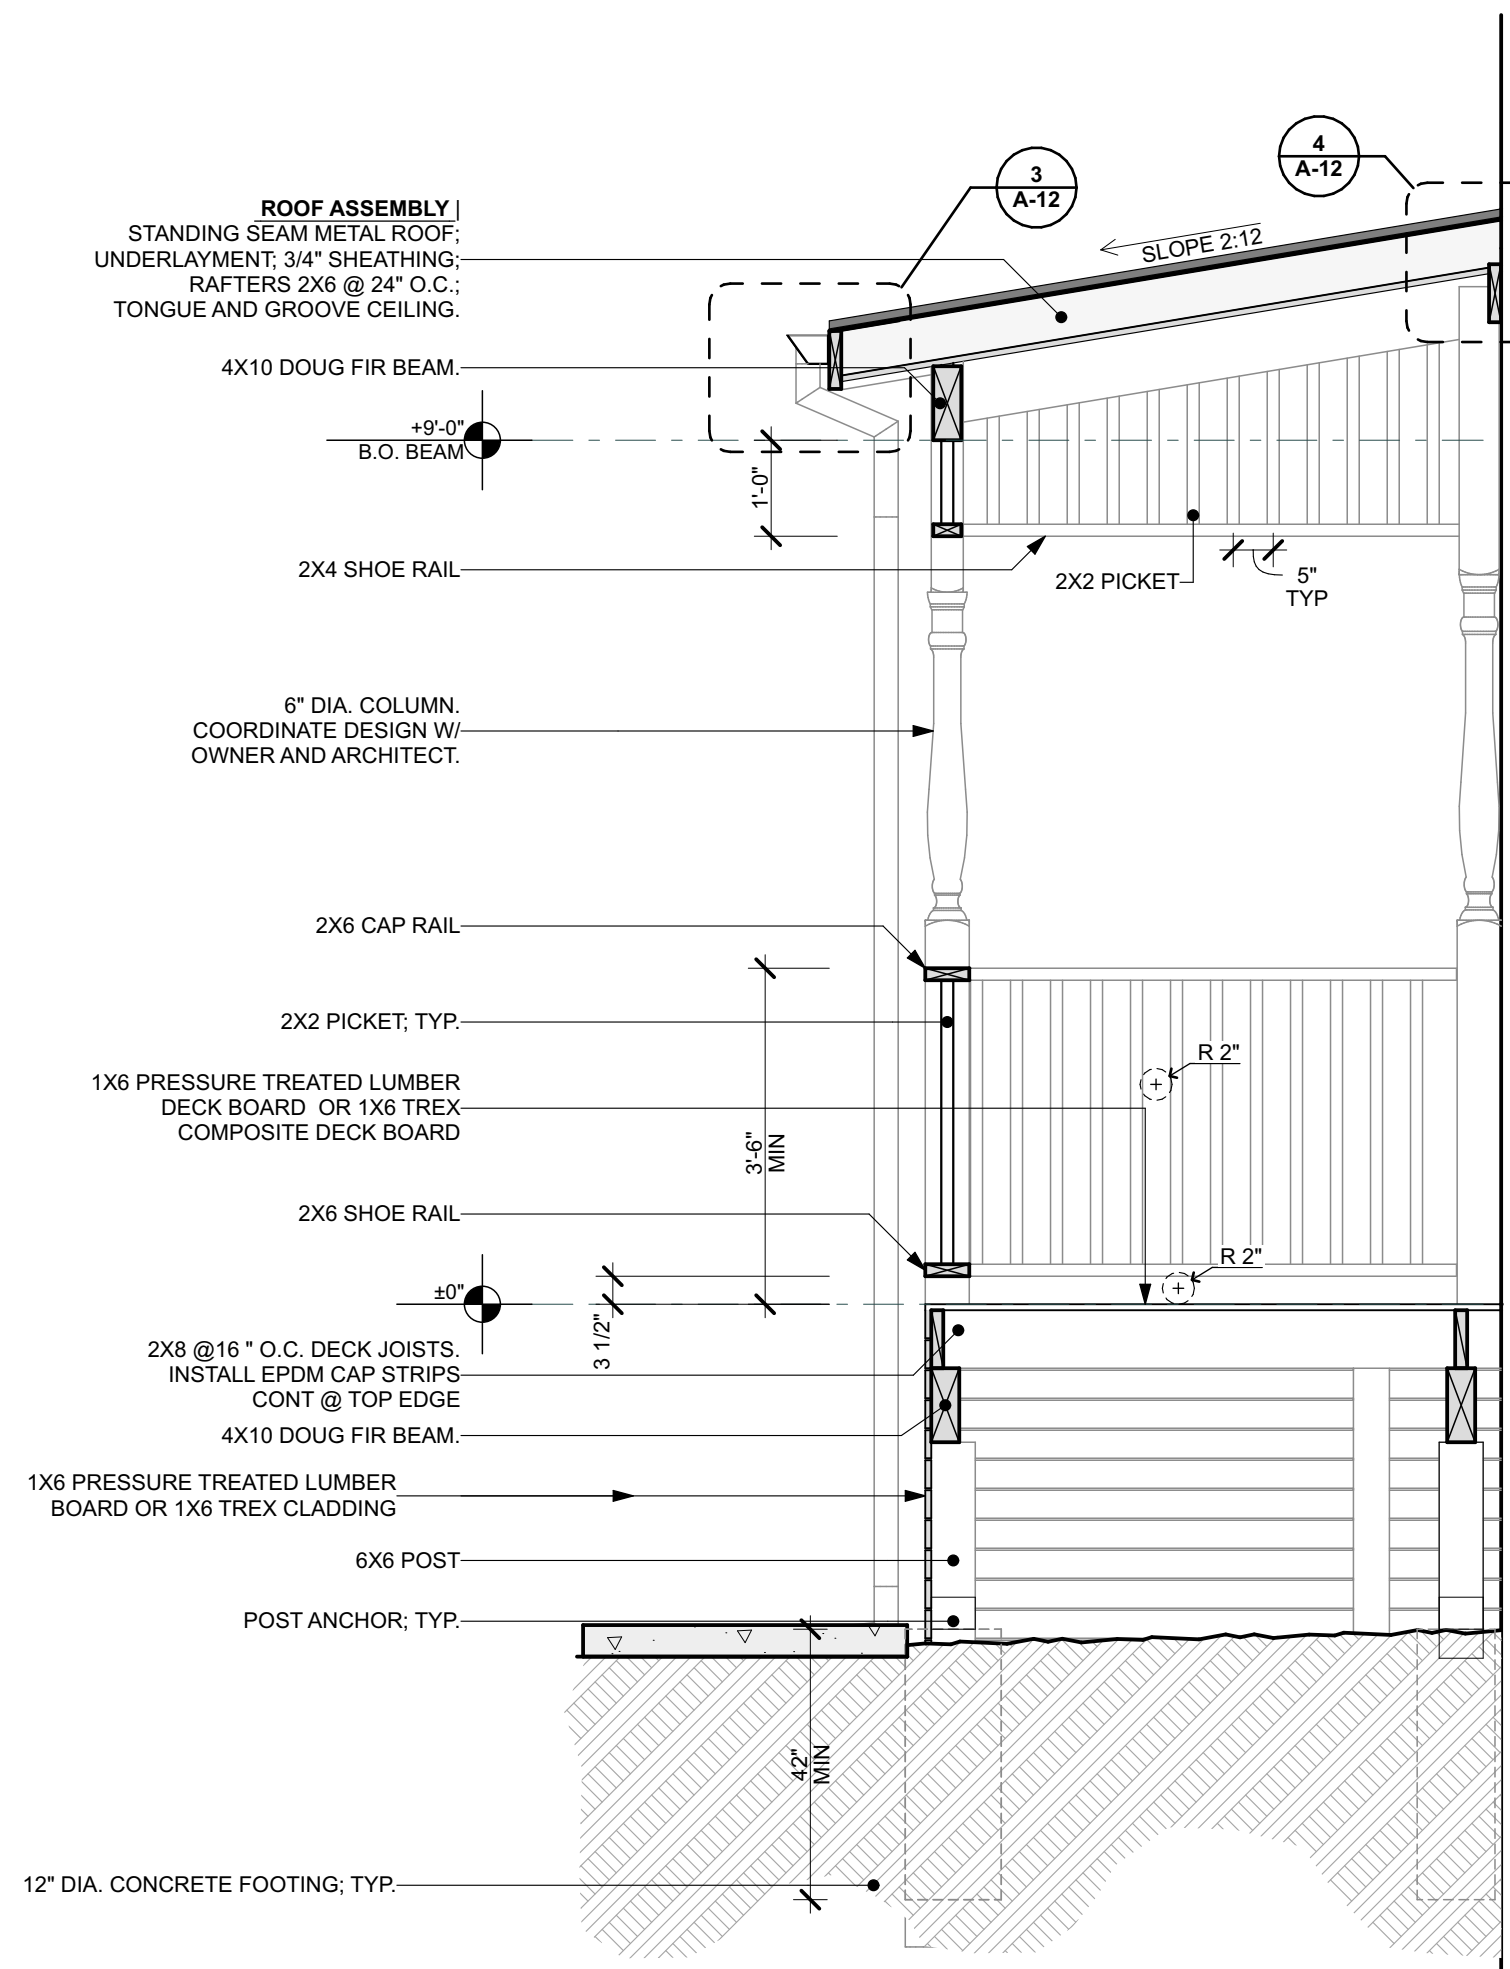 3
A-12
4
A-12
SLOPE 2:12
ROOF ASSEMBLY |
STANDING SEAM METAL ROOF;
UNDERLAYMENT; 3/4" SHEATHING;
RAFTERS 2X6 @ 24" O.C.;
TONGUE AND GROOVE CEILING.
4X10 DOUG FIR BEAM.
+9'-0"
B.O. BEAM
1'-0"
2X4 SHOE RAIL
2X2 PICKET
5"
TYP
6" DIA. COLUMN.
COORDINATE DESIGN W/
OWNER AND ARCHITECT.
2X6 CAP RAIL
2X2 PICKET; TYP.
R 2"
1X6 PRESSURE TREATED LUMBER
DECK BOARD  OR 1X6 TREX
COMPOSITE DECK BOARD
3'-6"
MIN
2X6 SHOE RAIL
R 2"
±0"
3 1/2"
2X8 @16 " O.C. DECK JOISTS.
INSTALL EPDM CAP STRIPS
CONT @ TOP EDGE
4X10 DOUG FIR BEAM.
1X6 PRESSURE TREATED LUMBER
BOARD OR 1X6 TREX CLADDING
6X6 POST
POST ANCHOR; TYP.
42"
MIN
12" DIA. CONCRETE FOOTING; TYP.